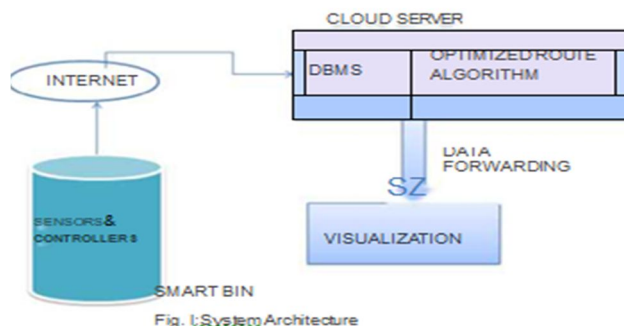 CLOUD SERVER
INTERNET
DBMS
OPTIMIZED ROUTE
ALGORITHM
DATA
FORWARDING
SZ
SENSORS&
CONTROLLERS
VISUALIZATION
SMART BIN
Fig. I:System Architecture